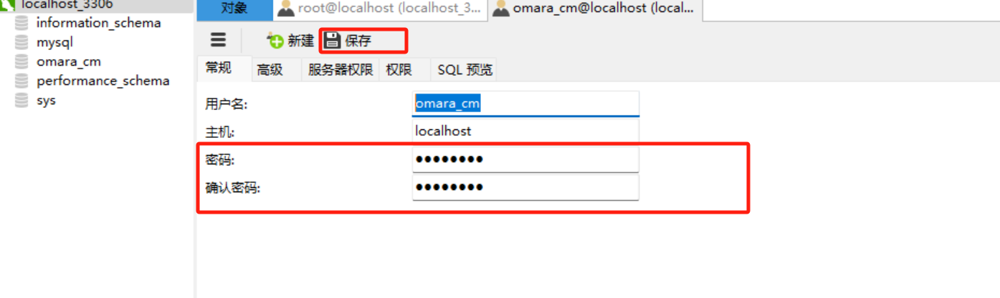 localhost_3306
information_schema
mysql
omara_cm
performance_schema
sys
对象
root@localhost (localhost_3...
omara_cm@localhost (local...
新建
保存
常规
高级
服务器权限
权限
SQL 预览
用户名:
omara_cm
主机:
localhost
密码:
●●●●●●●●
确认密码:
●●●●●●●●